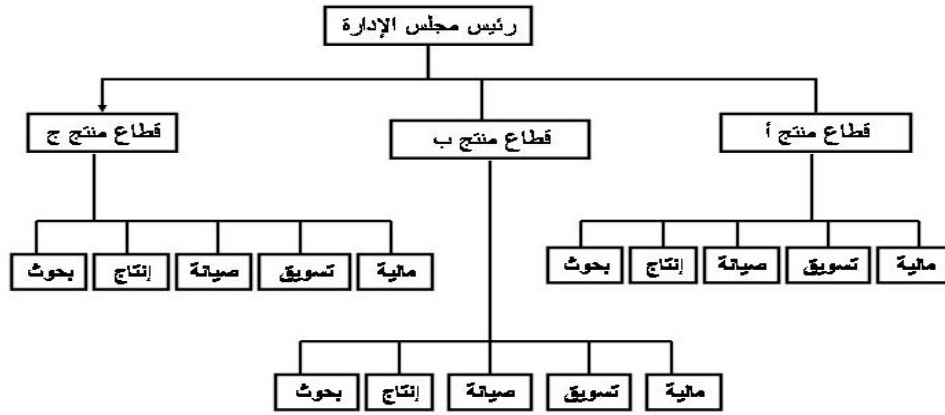 رئيس مجلس الإدارة
قطاع منتج أ
قطاع منتج ب
قطاع منتج ج
مالية
تسويق
صيانة
إنتاج
بحوث
مالية
تسويق
صيانة
إنتاج
بحوث
مالية
تسويق
صيانة
إنتاج
بحوث